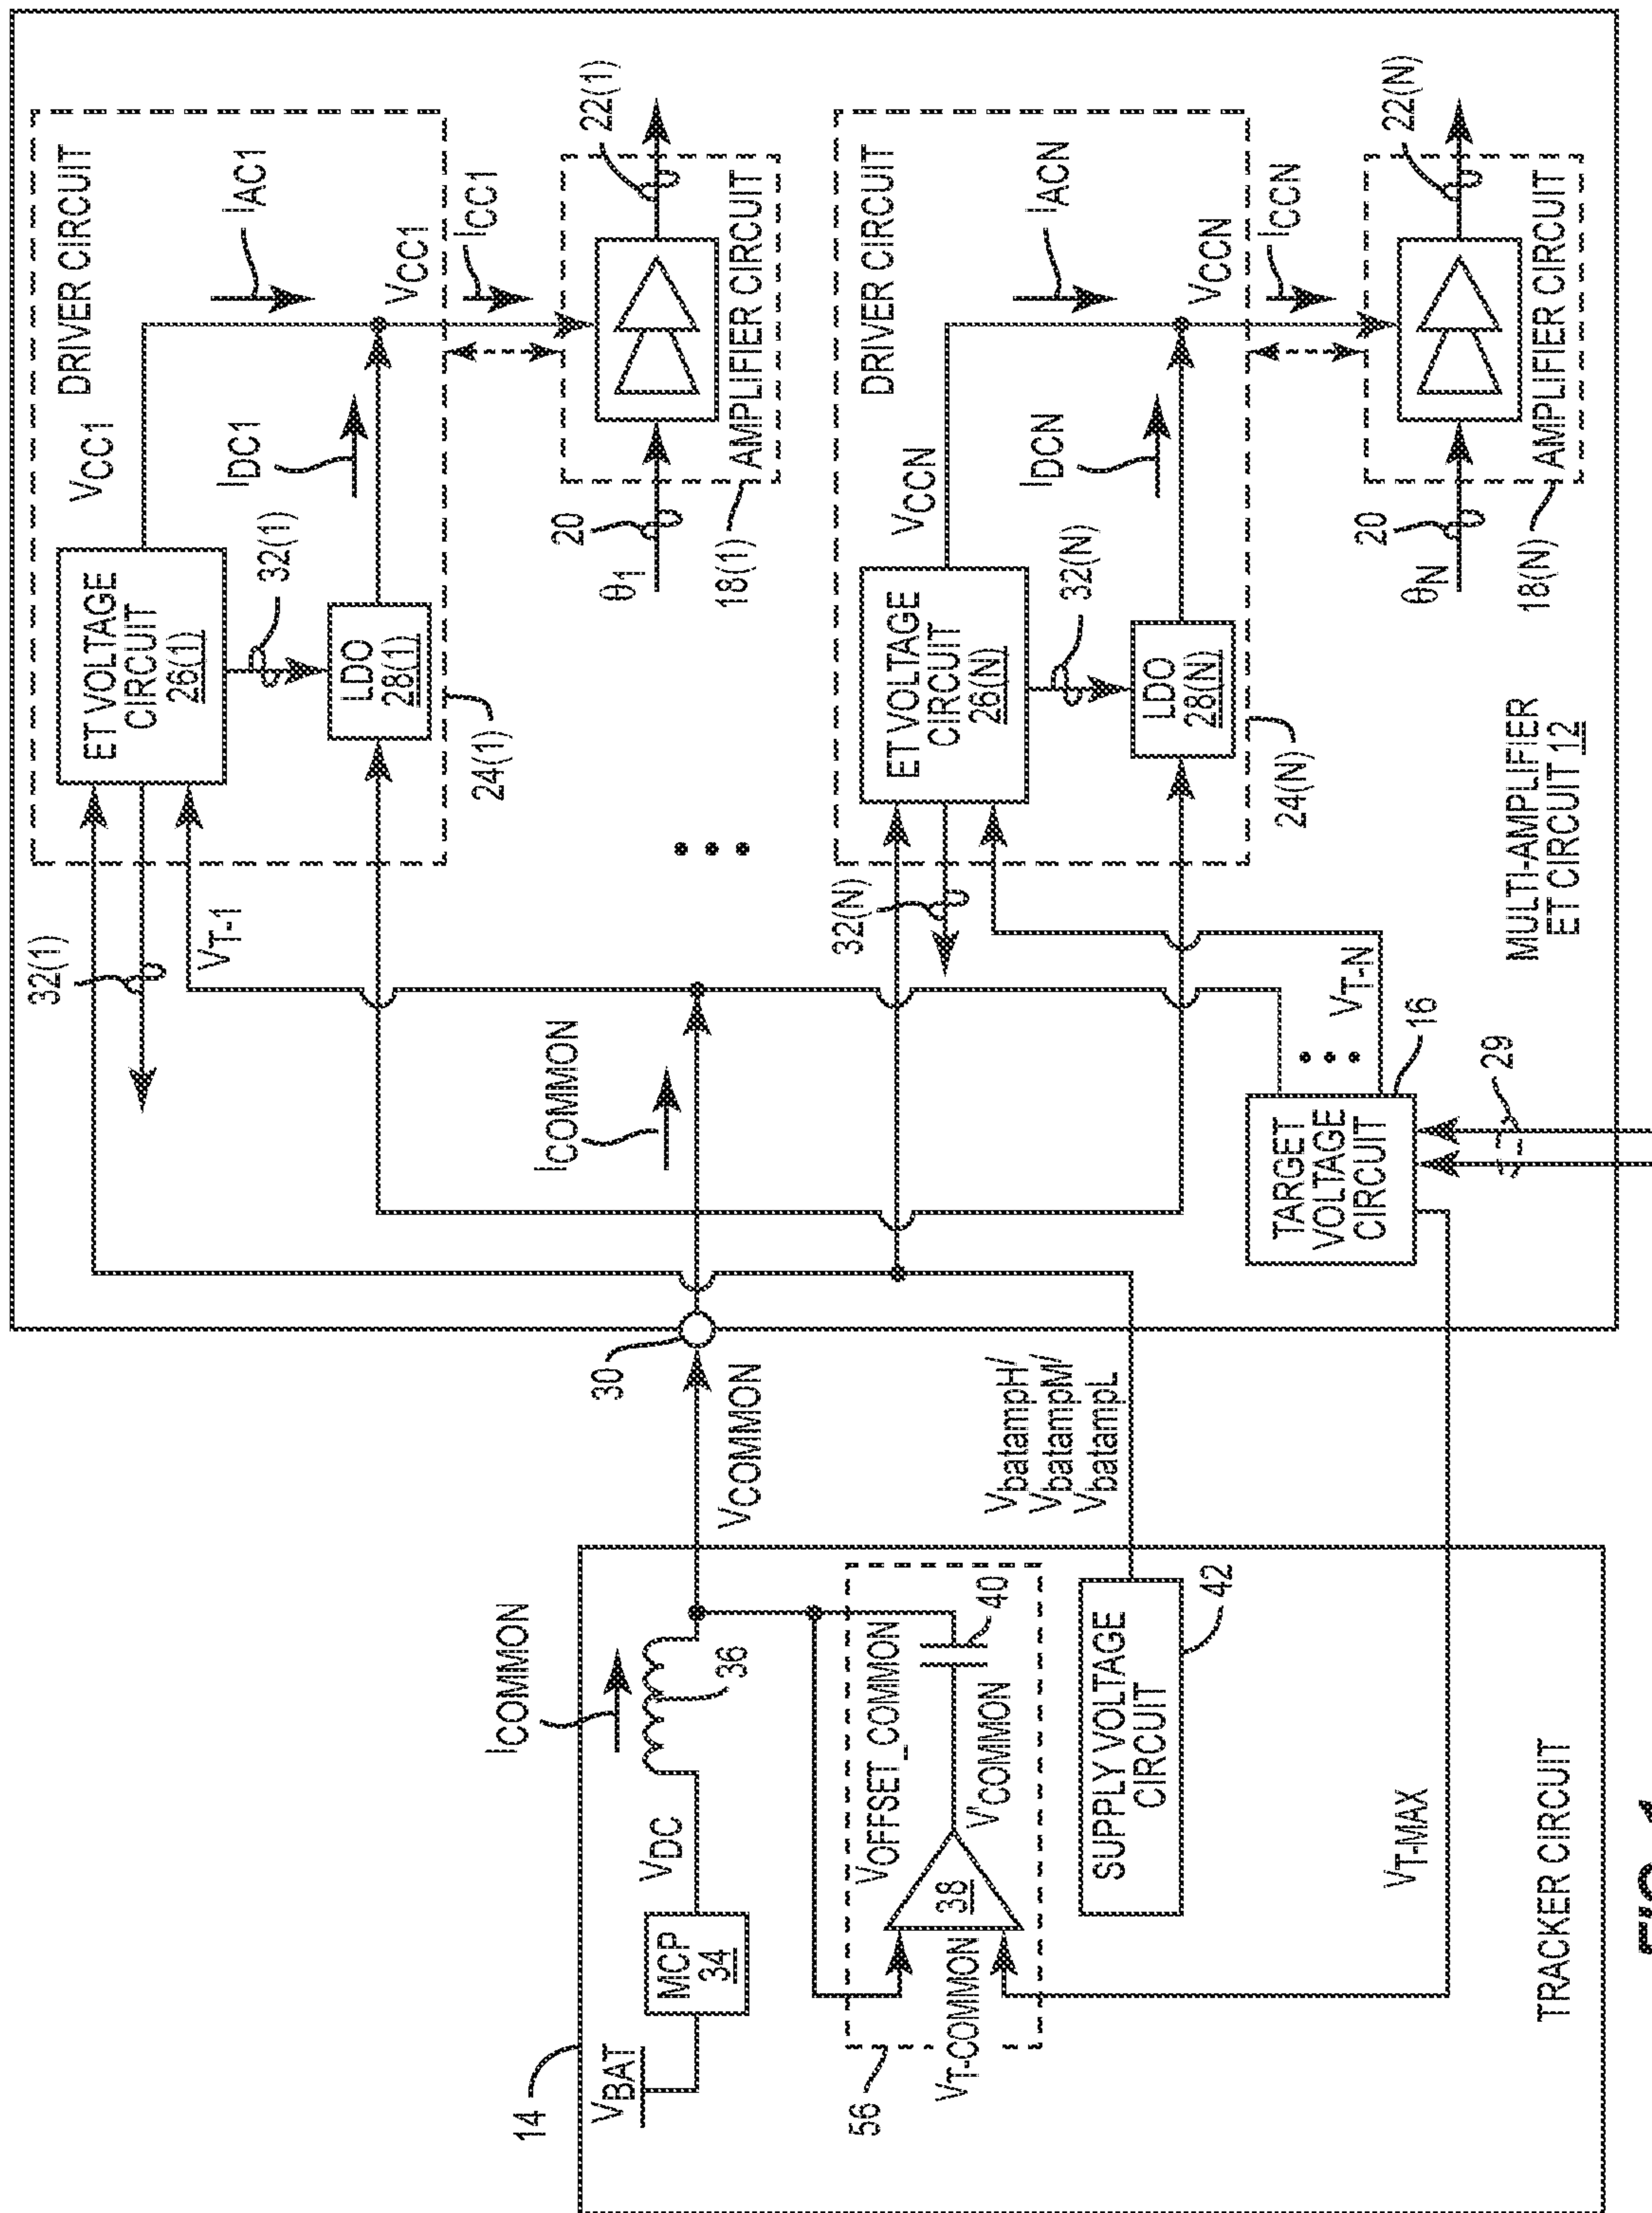 14
VBAT
MCP
34
VDC
ICOMMON
36
VCOMMON
30
56
VT-COMMON
38
VOFFSET_COMMON
V'COMMON
40
SUPPLY VOLTAGE
CIRCUIT
42
VbatampH/
VbatampM/
VbatampL
VT-MAX
TRACKER CIRCUIT
32(1)
VT-1
ET VOLTAGE
CIRCUIT
26(1)
VCC1
DRIVER CIRCUIT
32(1)
LDO
28(1)
IDC1
IAC1
VCC1
24(1)
ICC1
ICOMMON
θ1
20
22(1)
18(1)
AMPLIFIER CIRCUIT
32(N)
ET VOLTAGE
CIRCUIT
26(N)
VCCN
DRIVER CIRCUIT
32(N)
LDO
28(N)
IDCN
IACN
VCCN
24(N)
ICCN
θN
20
22(N)
18(N)
AMPLIFIER CIRCUIT
TARGET
VOLTAGE
CIRCUIT
VT-N
16
29
MULTI-AMPLIFIER
ET CIRCUIT 12